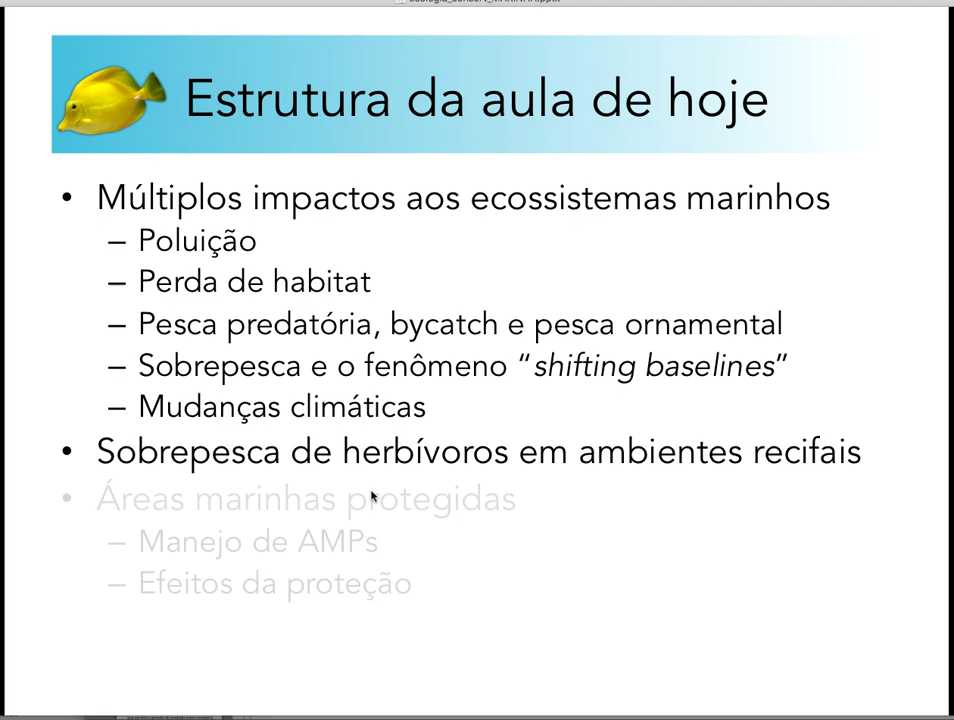 Estrutura da aula de hoje
• Múltiplos impactos aos ecossistemas marinhos
– Poluição
– Perda de habitat
– Pesca predatória, bycatch e pesca ornamental
– Sobrepesca e o fenômeno “shifting baselines”
– Mudanças climáticas
• Sobrepesca de herbívoros em ambientes recifais
• Áreas marinhas protegidas
– Manejo de AMPs
– Efeitos da proteção